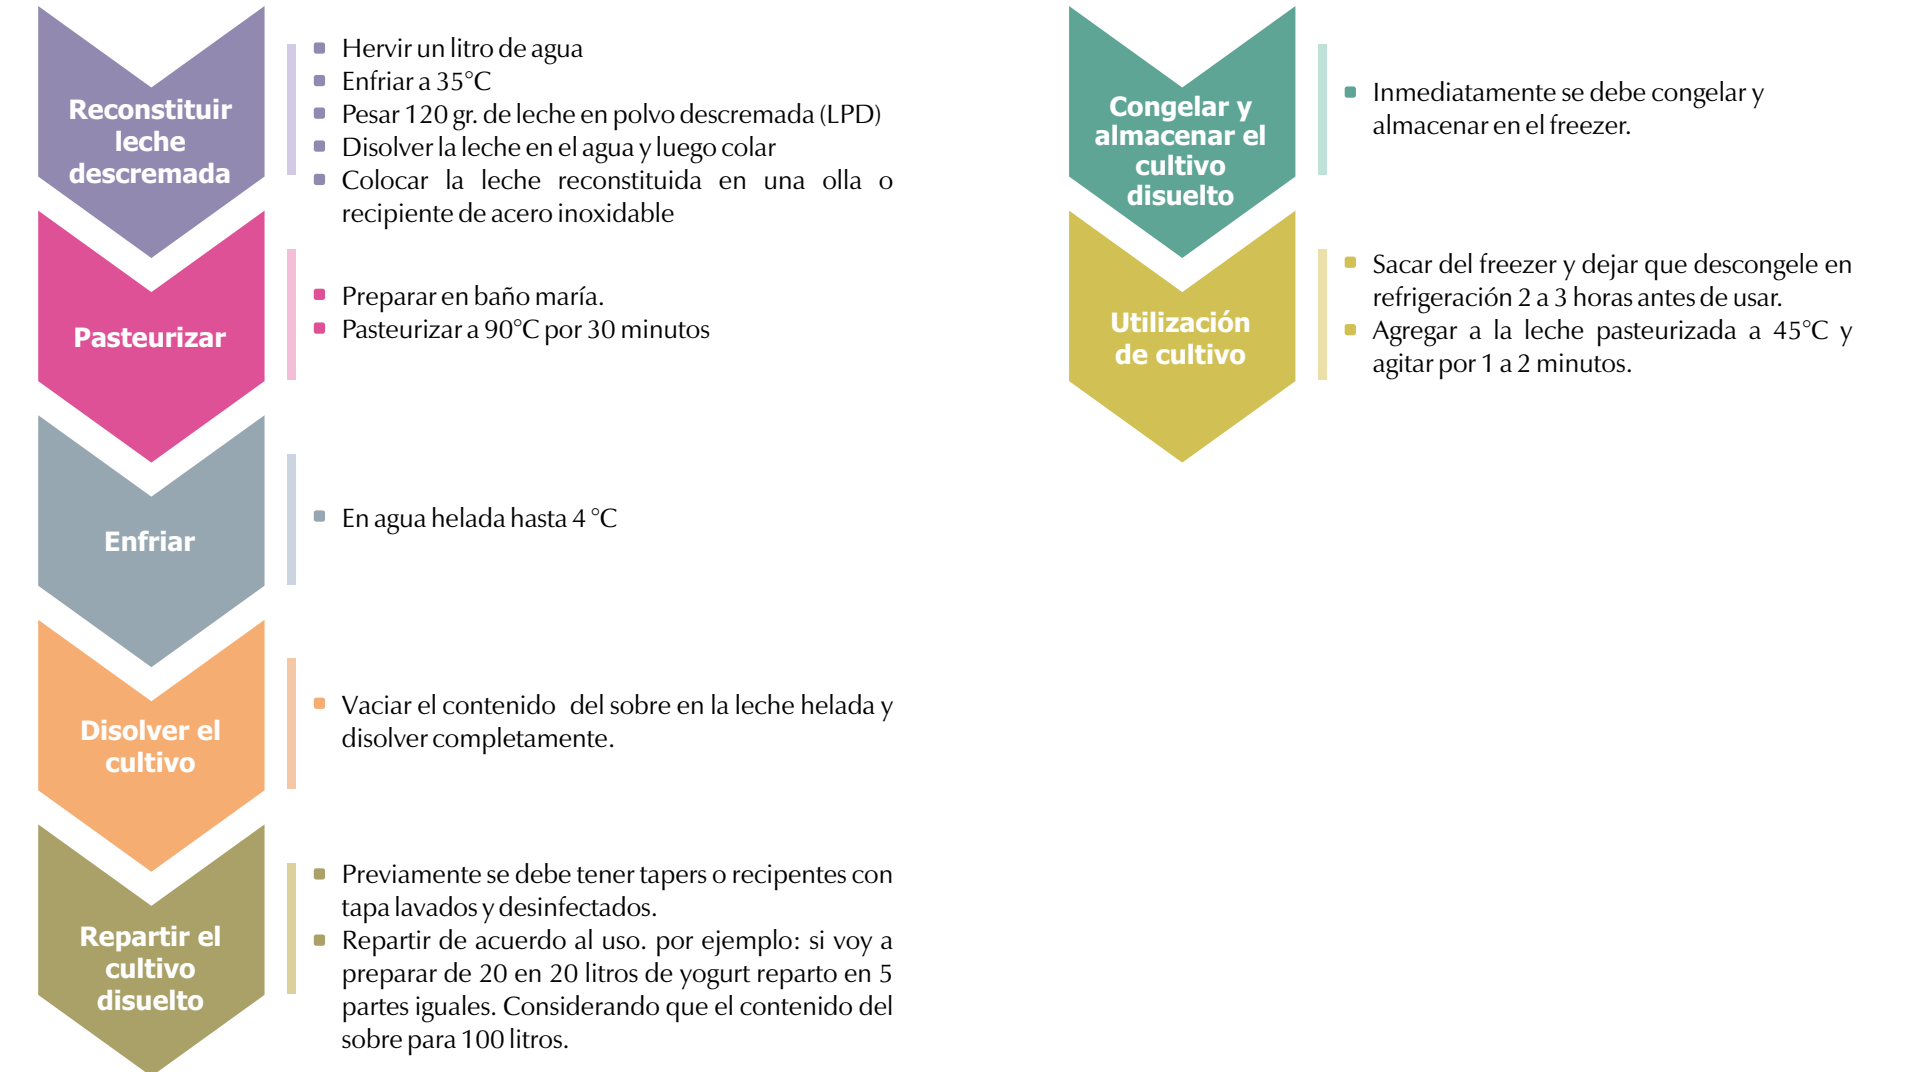 Reconstituir
leche
descremada
Hervir un litro de agua
Enfriar a 35°C
Pesar 120 gr. de leche en polvo descremada (LPD)
Disolver la leche en el agua y luego colar
Colocar la leche reconstituida en una olla o
recipiente de acero inoxidable
Pasteurizar
Preparar en baño maría.
Pasteurizar a 90°C por 30 minutos
Enfriar
En agua helada hasta 4 °C
Disolver el
cultivo
Vaciar el contenido del sobre en la leche helada y
disolver completamente.
Repartir el
cultivo
disuelto
Previamente se debe tener tapers o recipentes con
tapa lavados y desinfectados.
Repartir de acuerdo al uso. por ejemplo: si voy a
preparar de 20 en 20 litros de yogurt reparto en 5
partes iguales. Considerando que el contenido del
sobre para 100 litros.
Congelar y
almacenar el
cultivo
disuelto
Inmediatamente se debe congelar y
almacenar en el freezer.
Utilización
de cultivo
Sacar del freezer y dejar que descongele en
refrigeración 2 a 3 horas antes de usar.
Agregar a la leche pasteurizada a 45°C y
agitar por 1 a 2 minutos.